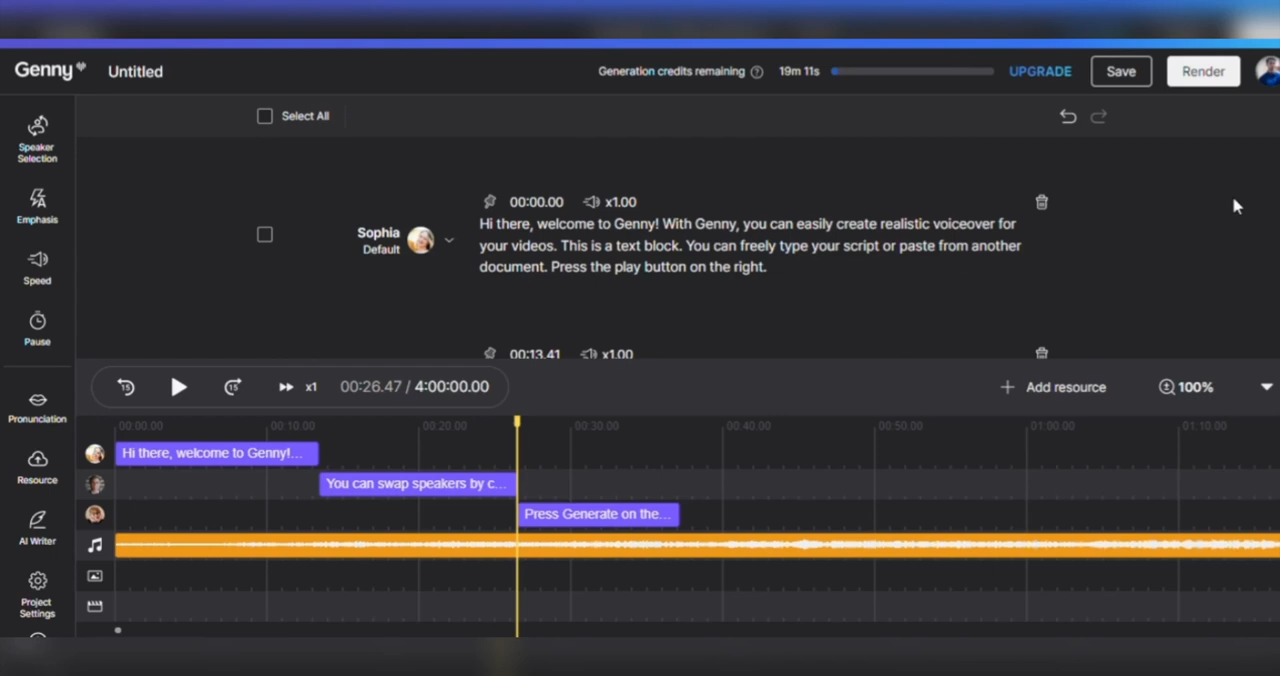 Genny
Untitled
Generation credits remaining
19m 11s
UPGRADE
Save
Render
Speaker
Selection
Emphasis
Speed
Pause
Pronunciation
Resource
AI Writer
Project
Settings
Select All
00:00.00 x1.00
Sophia
Default
Hi there, welcome to Genny! With Genny, you can easily create realistic voiceover for
your videos. This is a text block. You can freely type your script or paste from another
document. Press the play button on the right.
00:13.41 x1.00
15
15
x1
00:26.47 / 4:00:00.00
Add resource
100%
00:00.00 00:10.00 00:20.00 00:30.00 00:40.00 00:50.00 01:00.00 01:10.00
Hi there, welcome to Genny!...
You can swap speakers by c...
Press Generate on the...